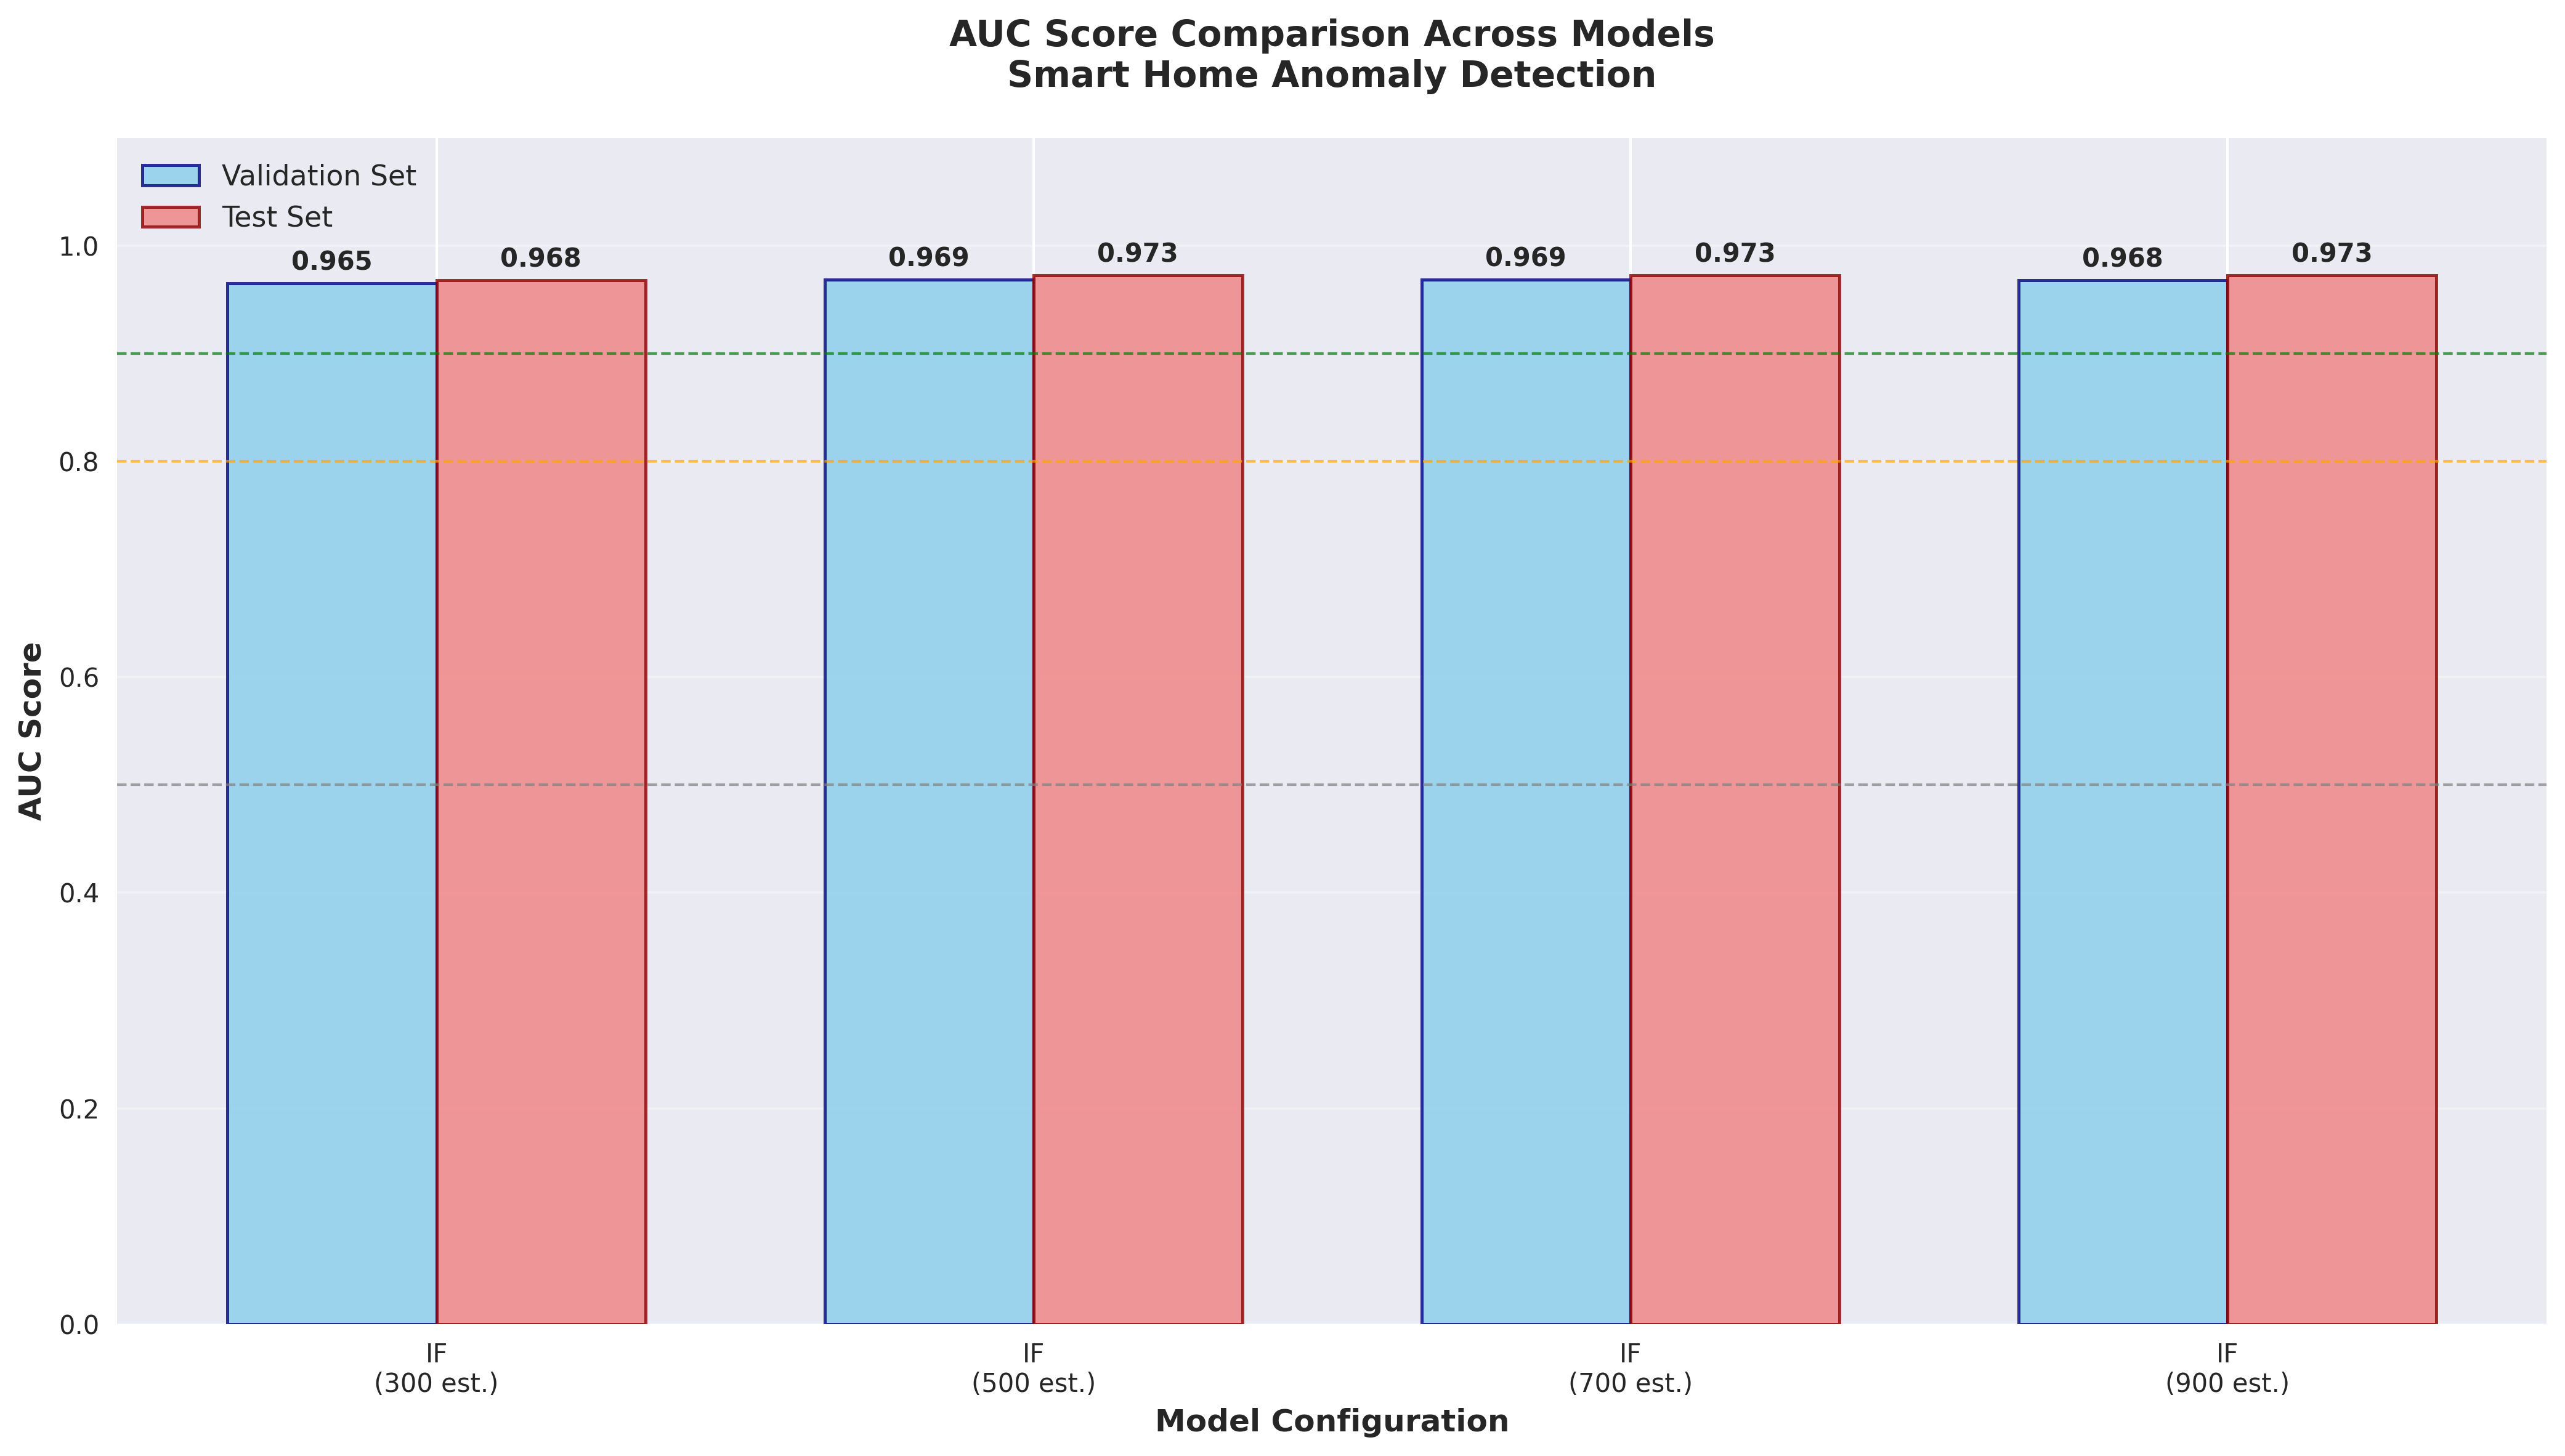 AUC Score Comparison Across Models
Smart Home Anomaly Detection
Validation Set
Test Set
1.0
0.8
0.6
0.4
0.2
0.0
AUC Score
0.965
0.968
0.969
0.973
0.969
0.973
0.968
0.973
IF
(300 est.)
IF
(500 est.)
IF
(700 est.)
IF
(900 est.)
Model Configuration